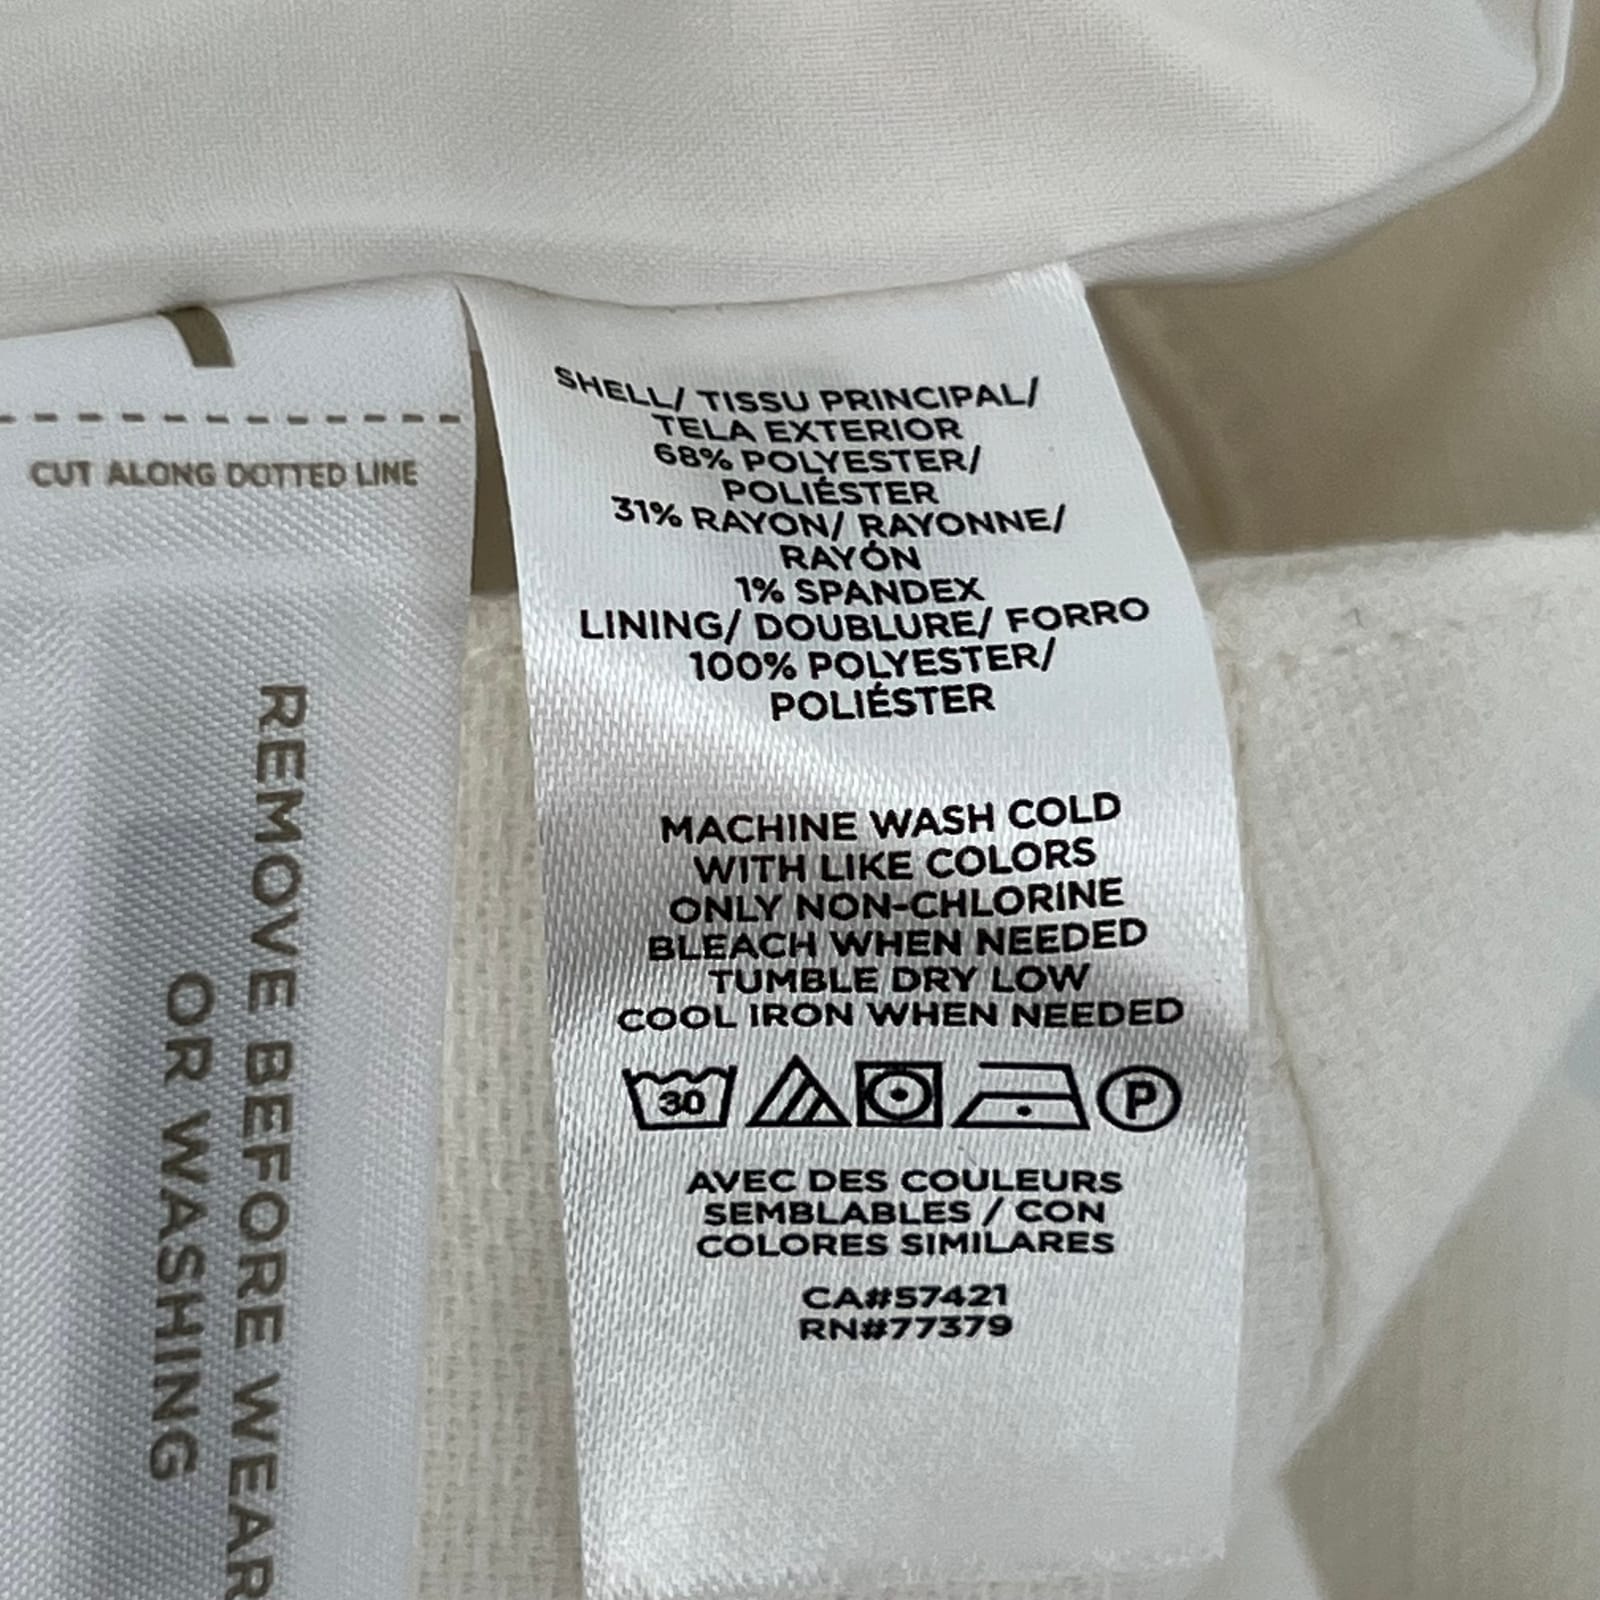 CUT ALONG DOTTED LINE
REMOVE BEFORE WEAR
OR WASHING
SHELL/ TISSU PRINCIPAL/
TELA EXTERIOR
68% POLYESTER/
POLIÉSTER
31% RAYON/ RAYONNE/
RAYÓN
1% SPANDEX
LINING/ DOUBLURE/ FORRO
100% POLYESTER/
POLIÉSTER
MACHINE WASH COLD
WITH LIKE COLORS
ONLY NON-CHLORINE
BLEACH WHEN NEEDED
TUMBLE DRY LOW
COOL IRON WHEN NEEDED
30 P
AVEC DES COULEURS
SEMBLABLES / CON
COLORES SIMILARES
CA#57421
RN#77379